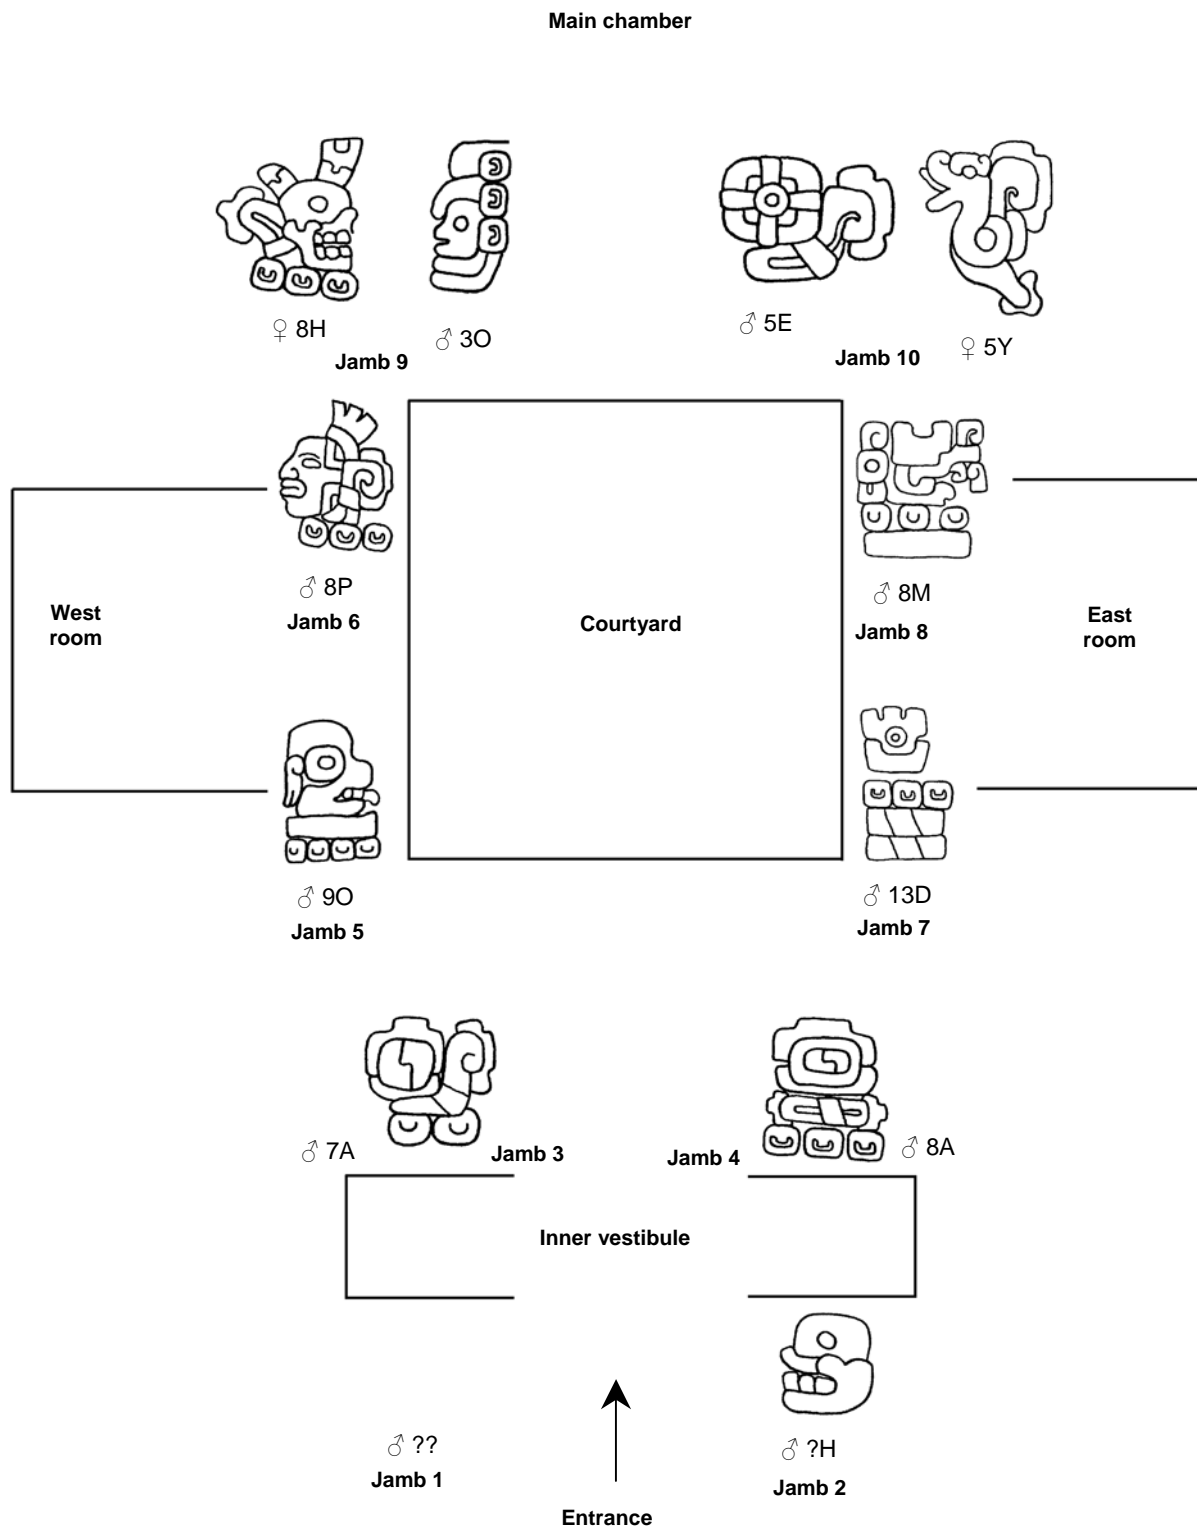 Main chamber
♀ 8H
♂ 3O
Jamb 9
♂ 5E
♀ 5Y
Jamb 10
♂ 8P
Jamb 6
♂ 8M
Jamb 8
West
room
Courtyard
East
room
♂ 9O
Jamb 5
♂ 13D
Jamb 7
♂ 7A
Jamb 3
Jamb 4
♂ 8A
Inner vestibule
♂ ??
Jamb 1
♂ ?H
Jamb 2
Entrance